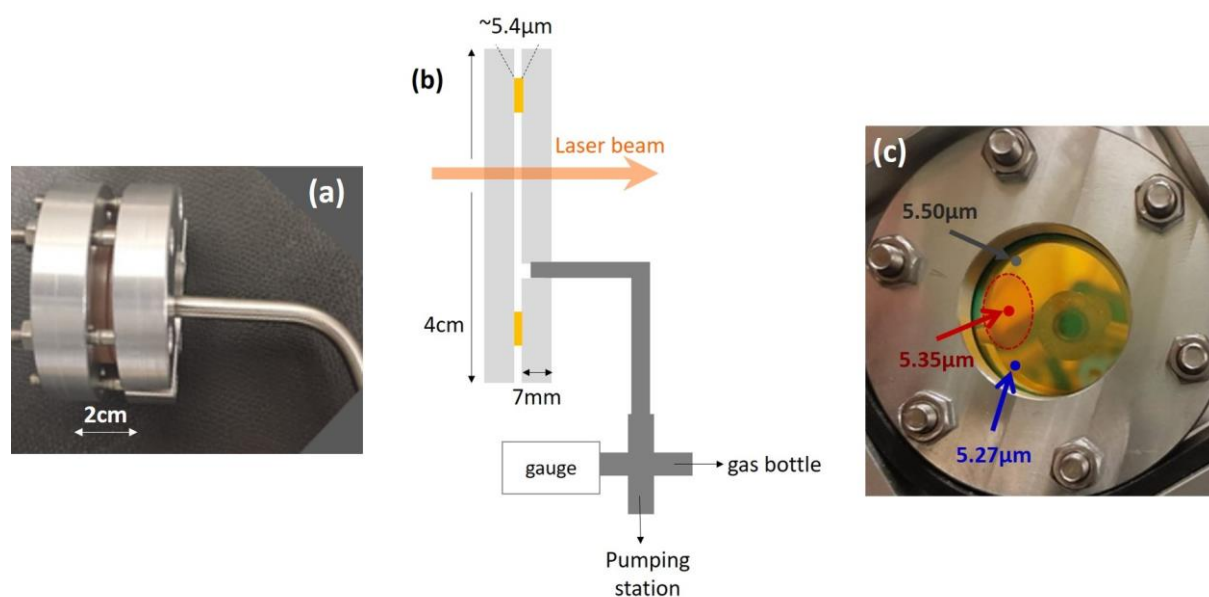 (a)
2cm
(b)
~5.4μm
Laser beam
4cm
7mm
gauge
gas bottle
Pumping
station
(c)
5.50μm
5.35μm
5.27μm